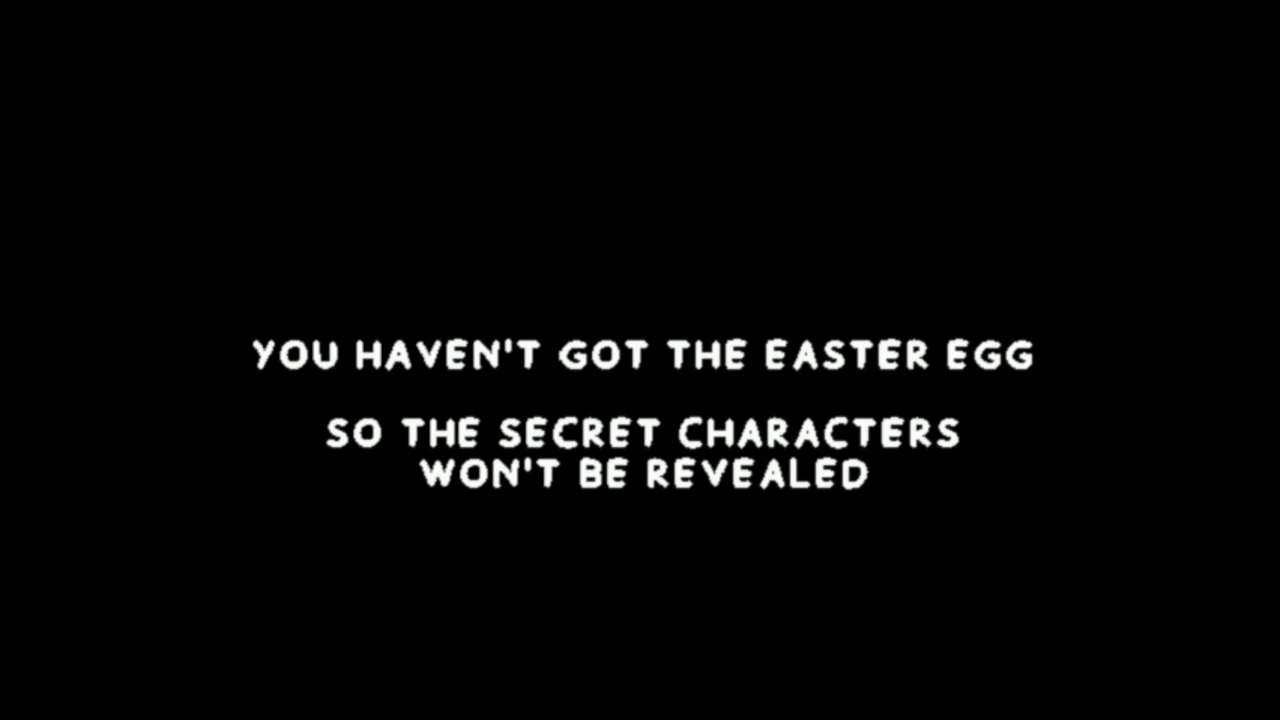 YOU HAVEN'T GOT THE EASTER EGG
SO THE SECRET CHARACTERS
WON'T BE REVEALED